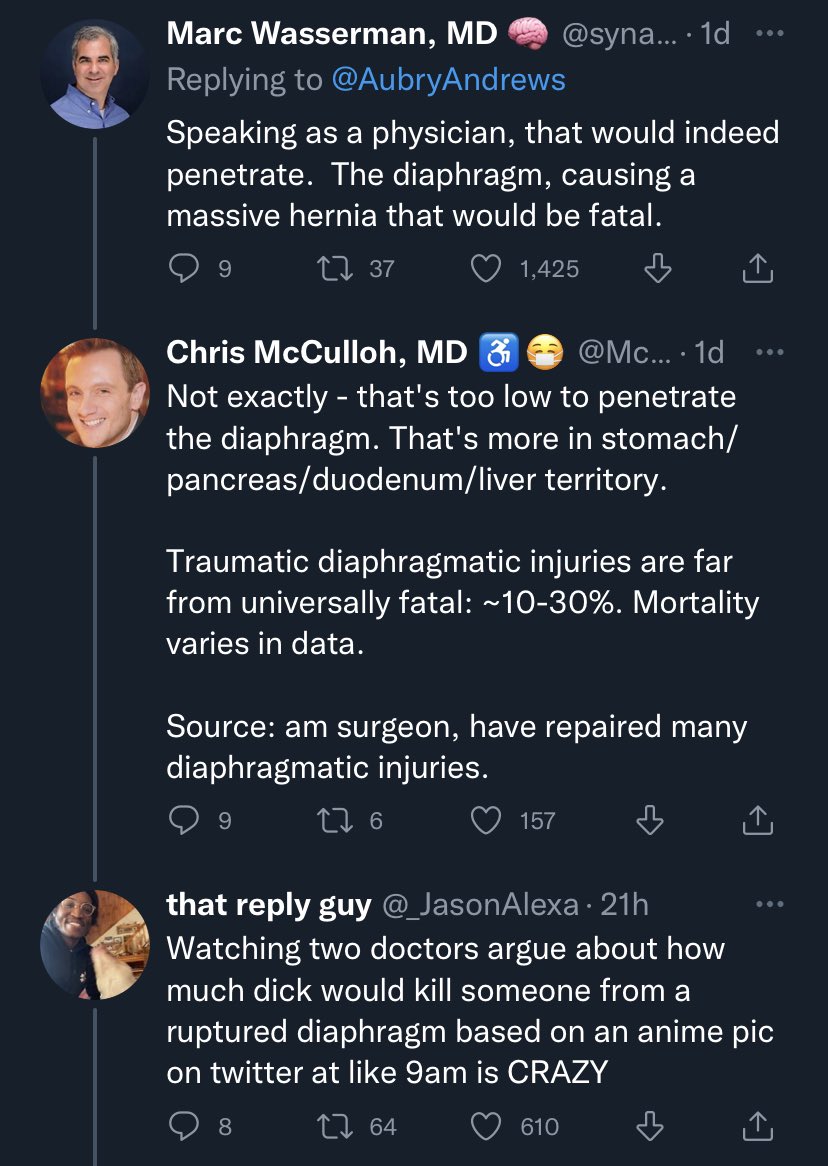 Marc Wasserman, MD 🧠 @syna... · 1d
Replying to @AubryAndrews
Speaking as a physician, that would indeed
penetrate.  The diaphragm, causing a
massive hernia that would be fatal.
9 37 1,425
Chris McCulloh, MD ♿😷 @Mc... · 1d
Not exactly - that's too low to penetrate
the diaphragm. That's more in stomach/
pancreas/duodenum/liver territory.
Traumatic diaphragmatic injuries are far
from universally fatal: ~10-30%. Mortality
varies in data.
Source: am surgeon, have repaired many
diaphragmatic injuries.
9 6 157
that reply guy @_JasonAlexa · 21h
Watching two doctors argue about how
much dick would kill someone from a
ruptured diaphragm based on an anime pic
on twitter at like 9am is CRAZY
8 64 610